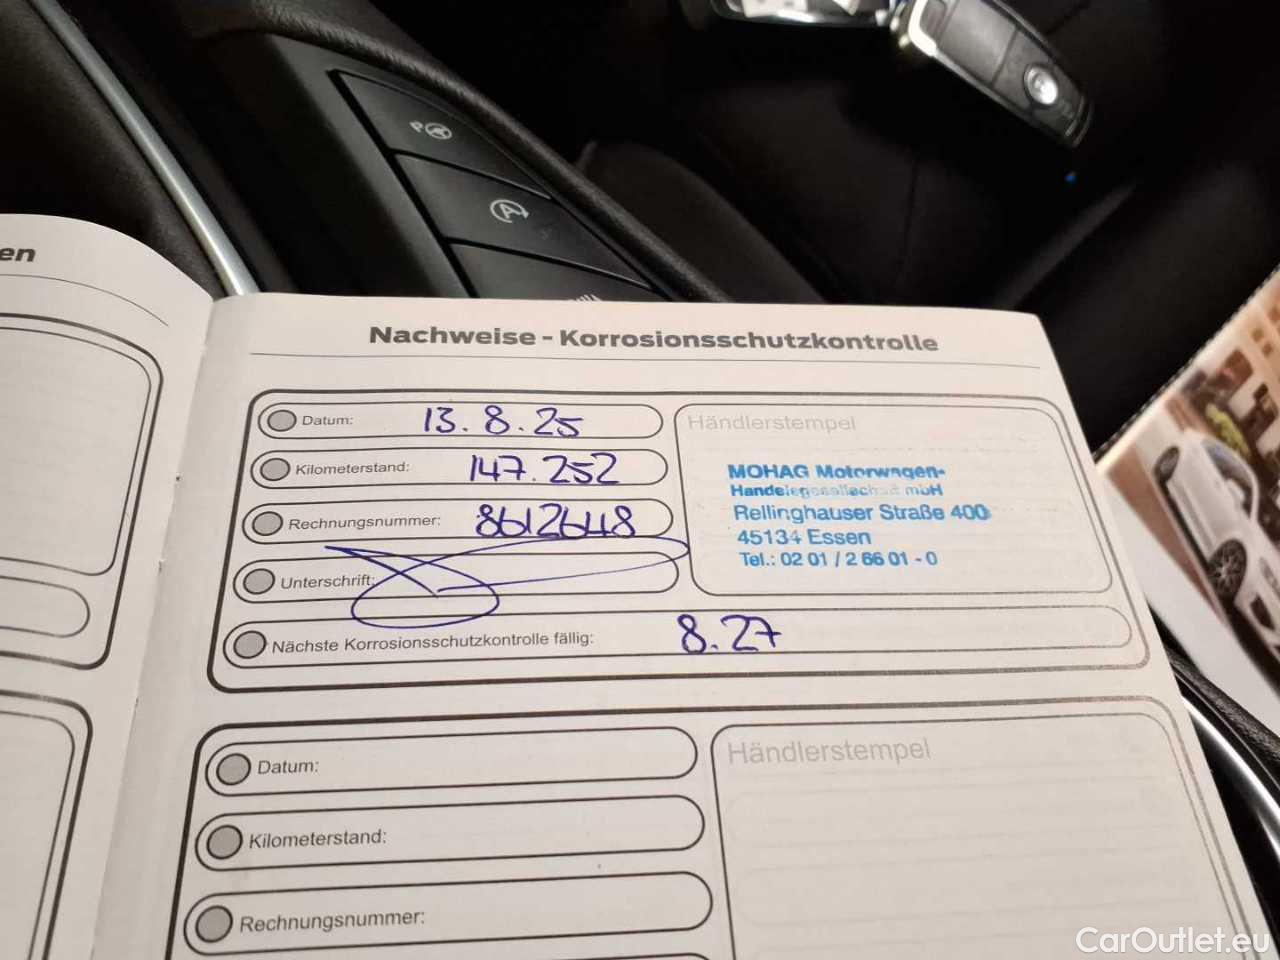 en
Nachweise - Korrosionsschutzkontrolle
Datum: 13.8.25
Kilometerstand: 147.252
Rechnungsnummer: 8612648
Unterschrift:
Händlerstempel
MOHAG Motorwagen-
Handelsgesellschaft mbH
Rellinghauser Straße 400
45134 Essen
Tel.: 02 01 / 2 66 01 - 0
Nächste Korrosionsschutzkontrolle fällig: 8.27
Datum:
Kilometerstand:
Rechnungsnummer:
Händlerstempel
P
A
CarOutlet.eu